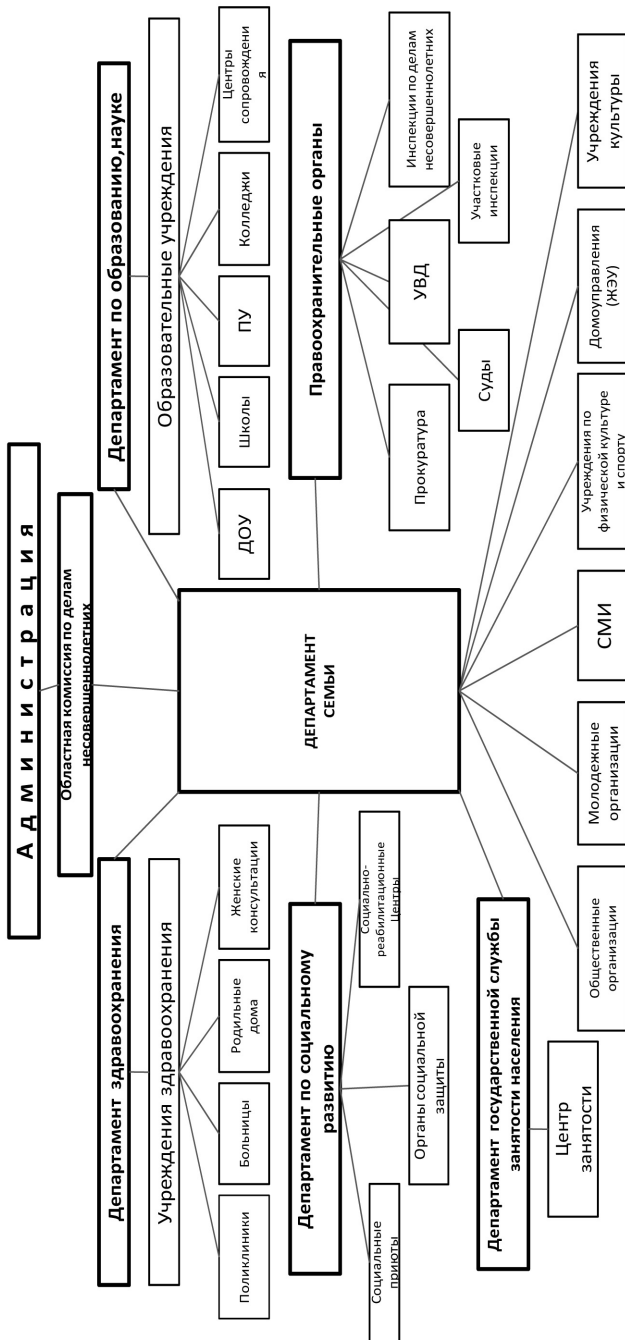 Администрация
Областная комиссия по делам
несовершеннолетних
Департамент здравоохранения
Департамент по образованию,науке
Учреждения здравоохранения
Образовательные учреждения
Поликлиники
Больницы
Родильные
дома
Женские
консультации
ДОУ
Школы
ПУ
Колледжи
Центры
сопровождени
я
ДЕПАРТАМЕНТ
СЕМЬИ
Департамент по социальному
развитию
Правоохранительные органы
Социальные
приюты
Органы социальной
защиты
Социально-
реабилитационные
Центры
Прокуратура
УВД
Инспекции по делам
несовершеннолетних
Суды
Участковые
инспекции
Департамент государственной службы
занятости населения
Центр
занятости
Общественные
организации
Молодежные
организации
СМИ
Учреждения по
физической культуре
и спорту
Домоуправления
(ЖЭУ)
Учреждения
культуры